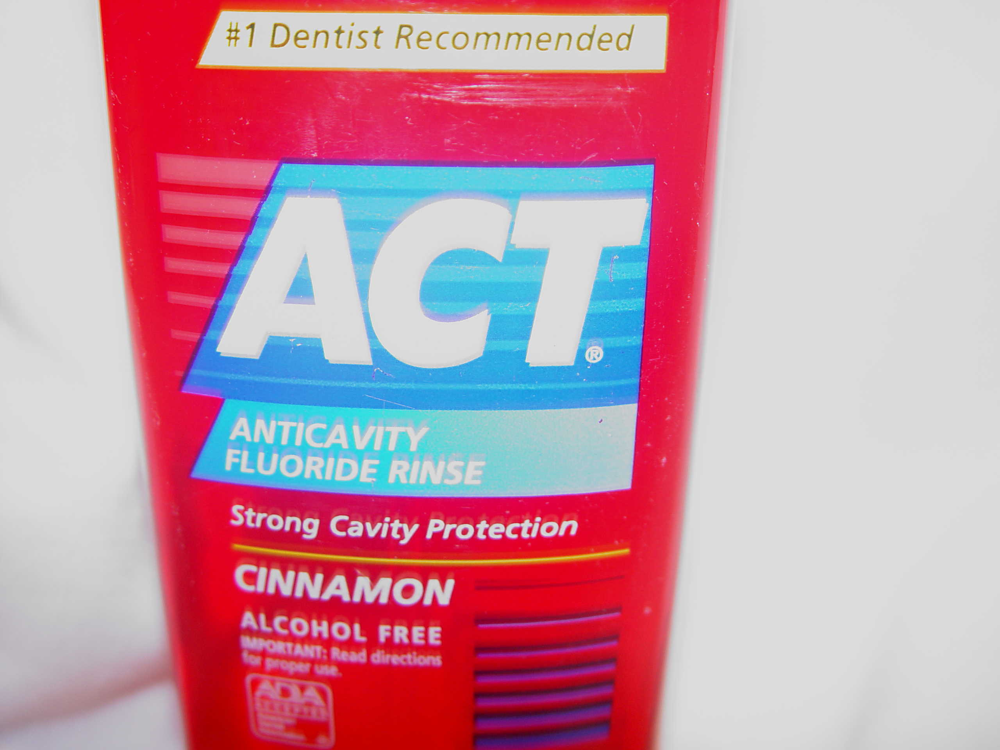 #1 Dentist Recommended
ACT®
ANTICAVITY
FLUORIDE RINSE
Strong Cavity Protection
CINNAMON
ALCOHOL FREE
IMPORTANT: Read directions
for proper use.
ADA
ACCEPTED